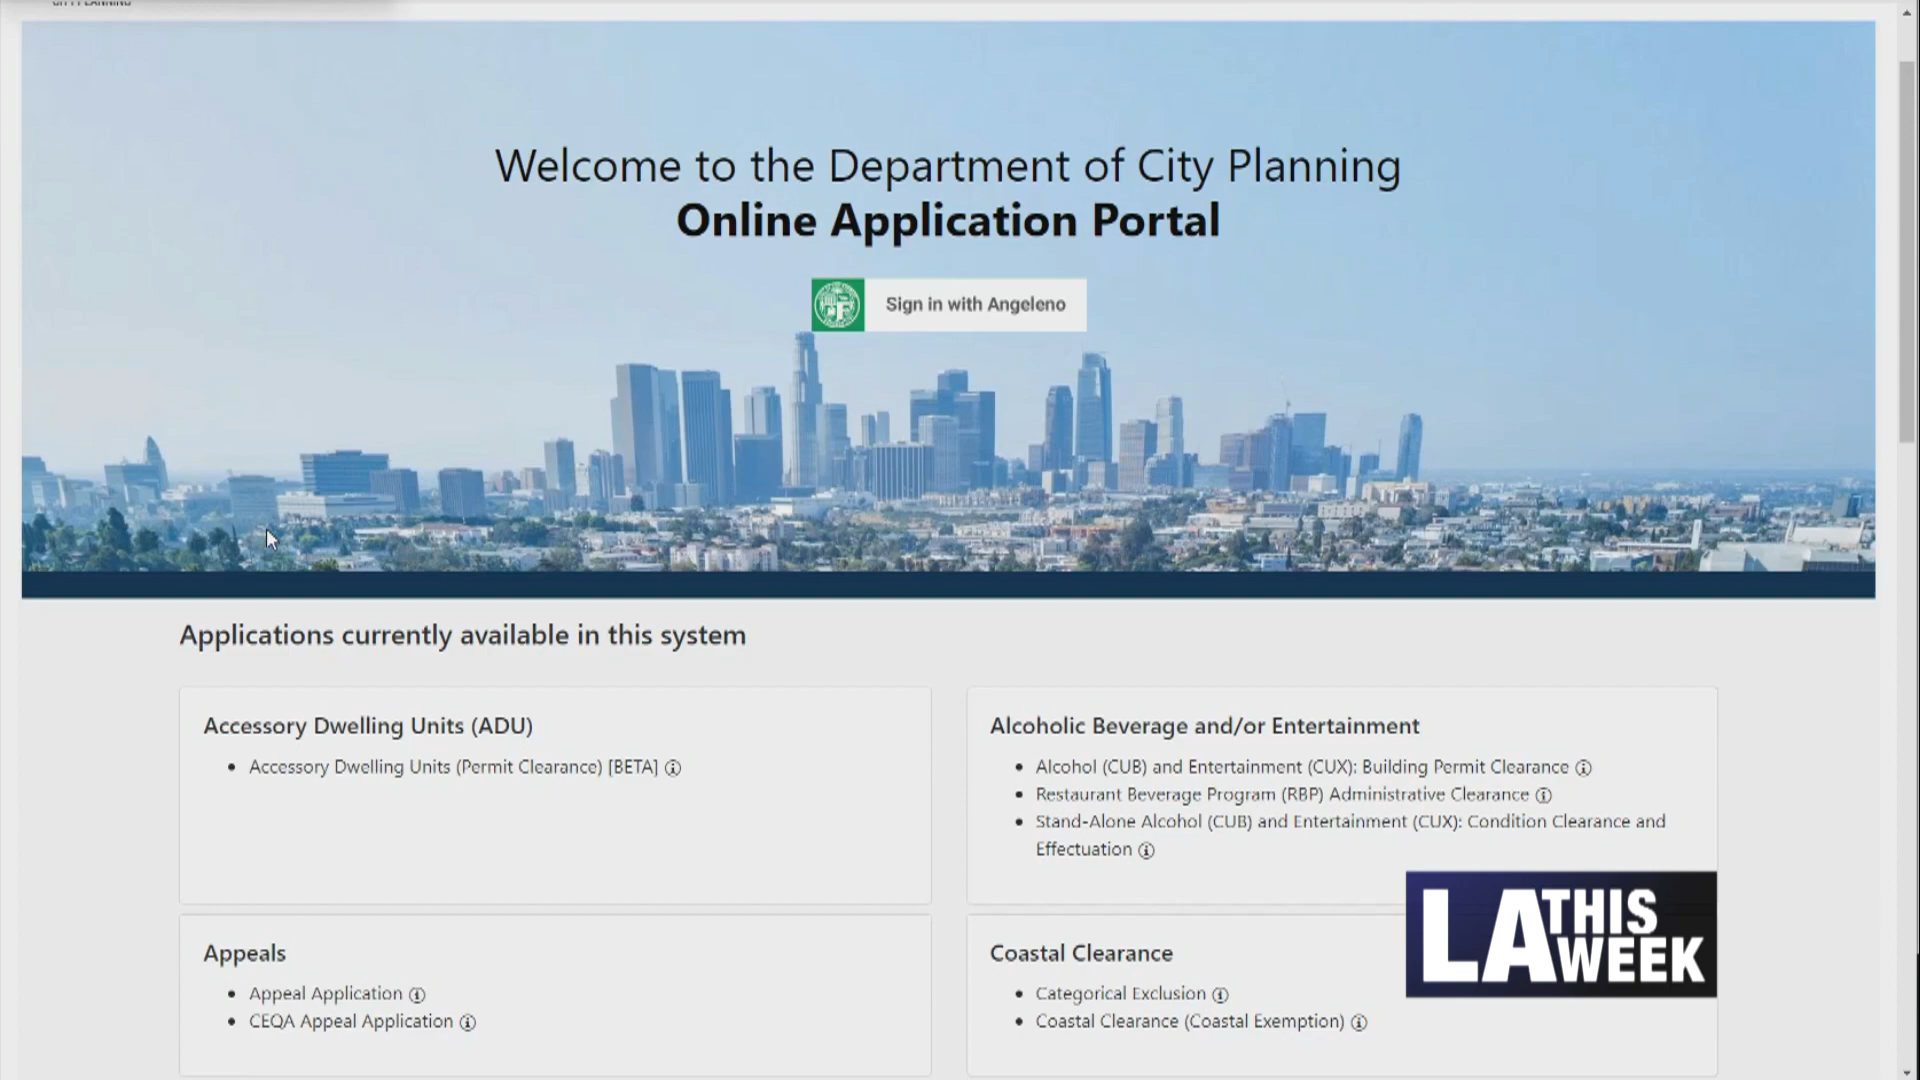 CITY PLANNING
Welcome to the Department of City Planning
Online Application Portal
Sign in with Angeleno
Applications currently available in this system
Accessory Dwelling Units (ADU)
• Accessory Dwelling Units (Permit Clearance) [BETA]
Alcoholic Beverage and/or Entertainment
• Alcohol (CUB) and Entertainment (CUX): Building Permit Clearance
• Restaurant Beverage Program (RBP) Administrative Clearance
• Stand-Alone Alcohol (CUB) and Entertainment (CUX): Condition Clearance and
Effectuation
Appeals
• Appeal Application
• CEQA Appeal Application
Coastal Clearance
• Categorical Exclusion
• Coastal Clearance (Coastal Exemption)
LA THIS
WEEK